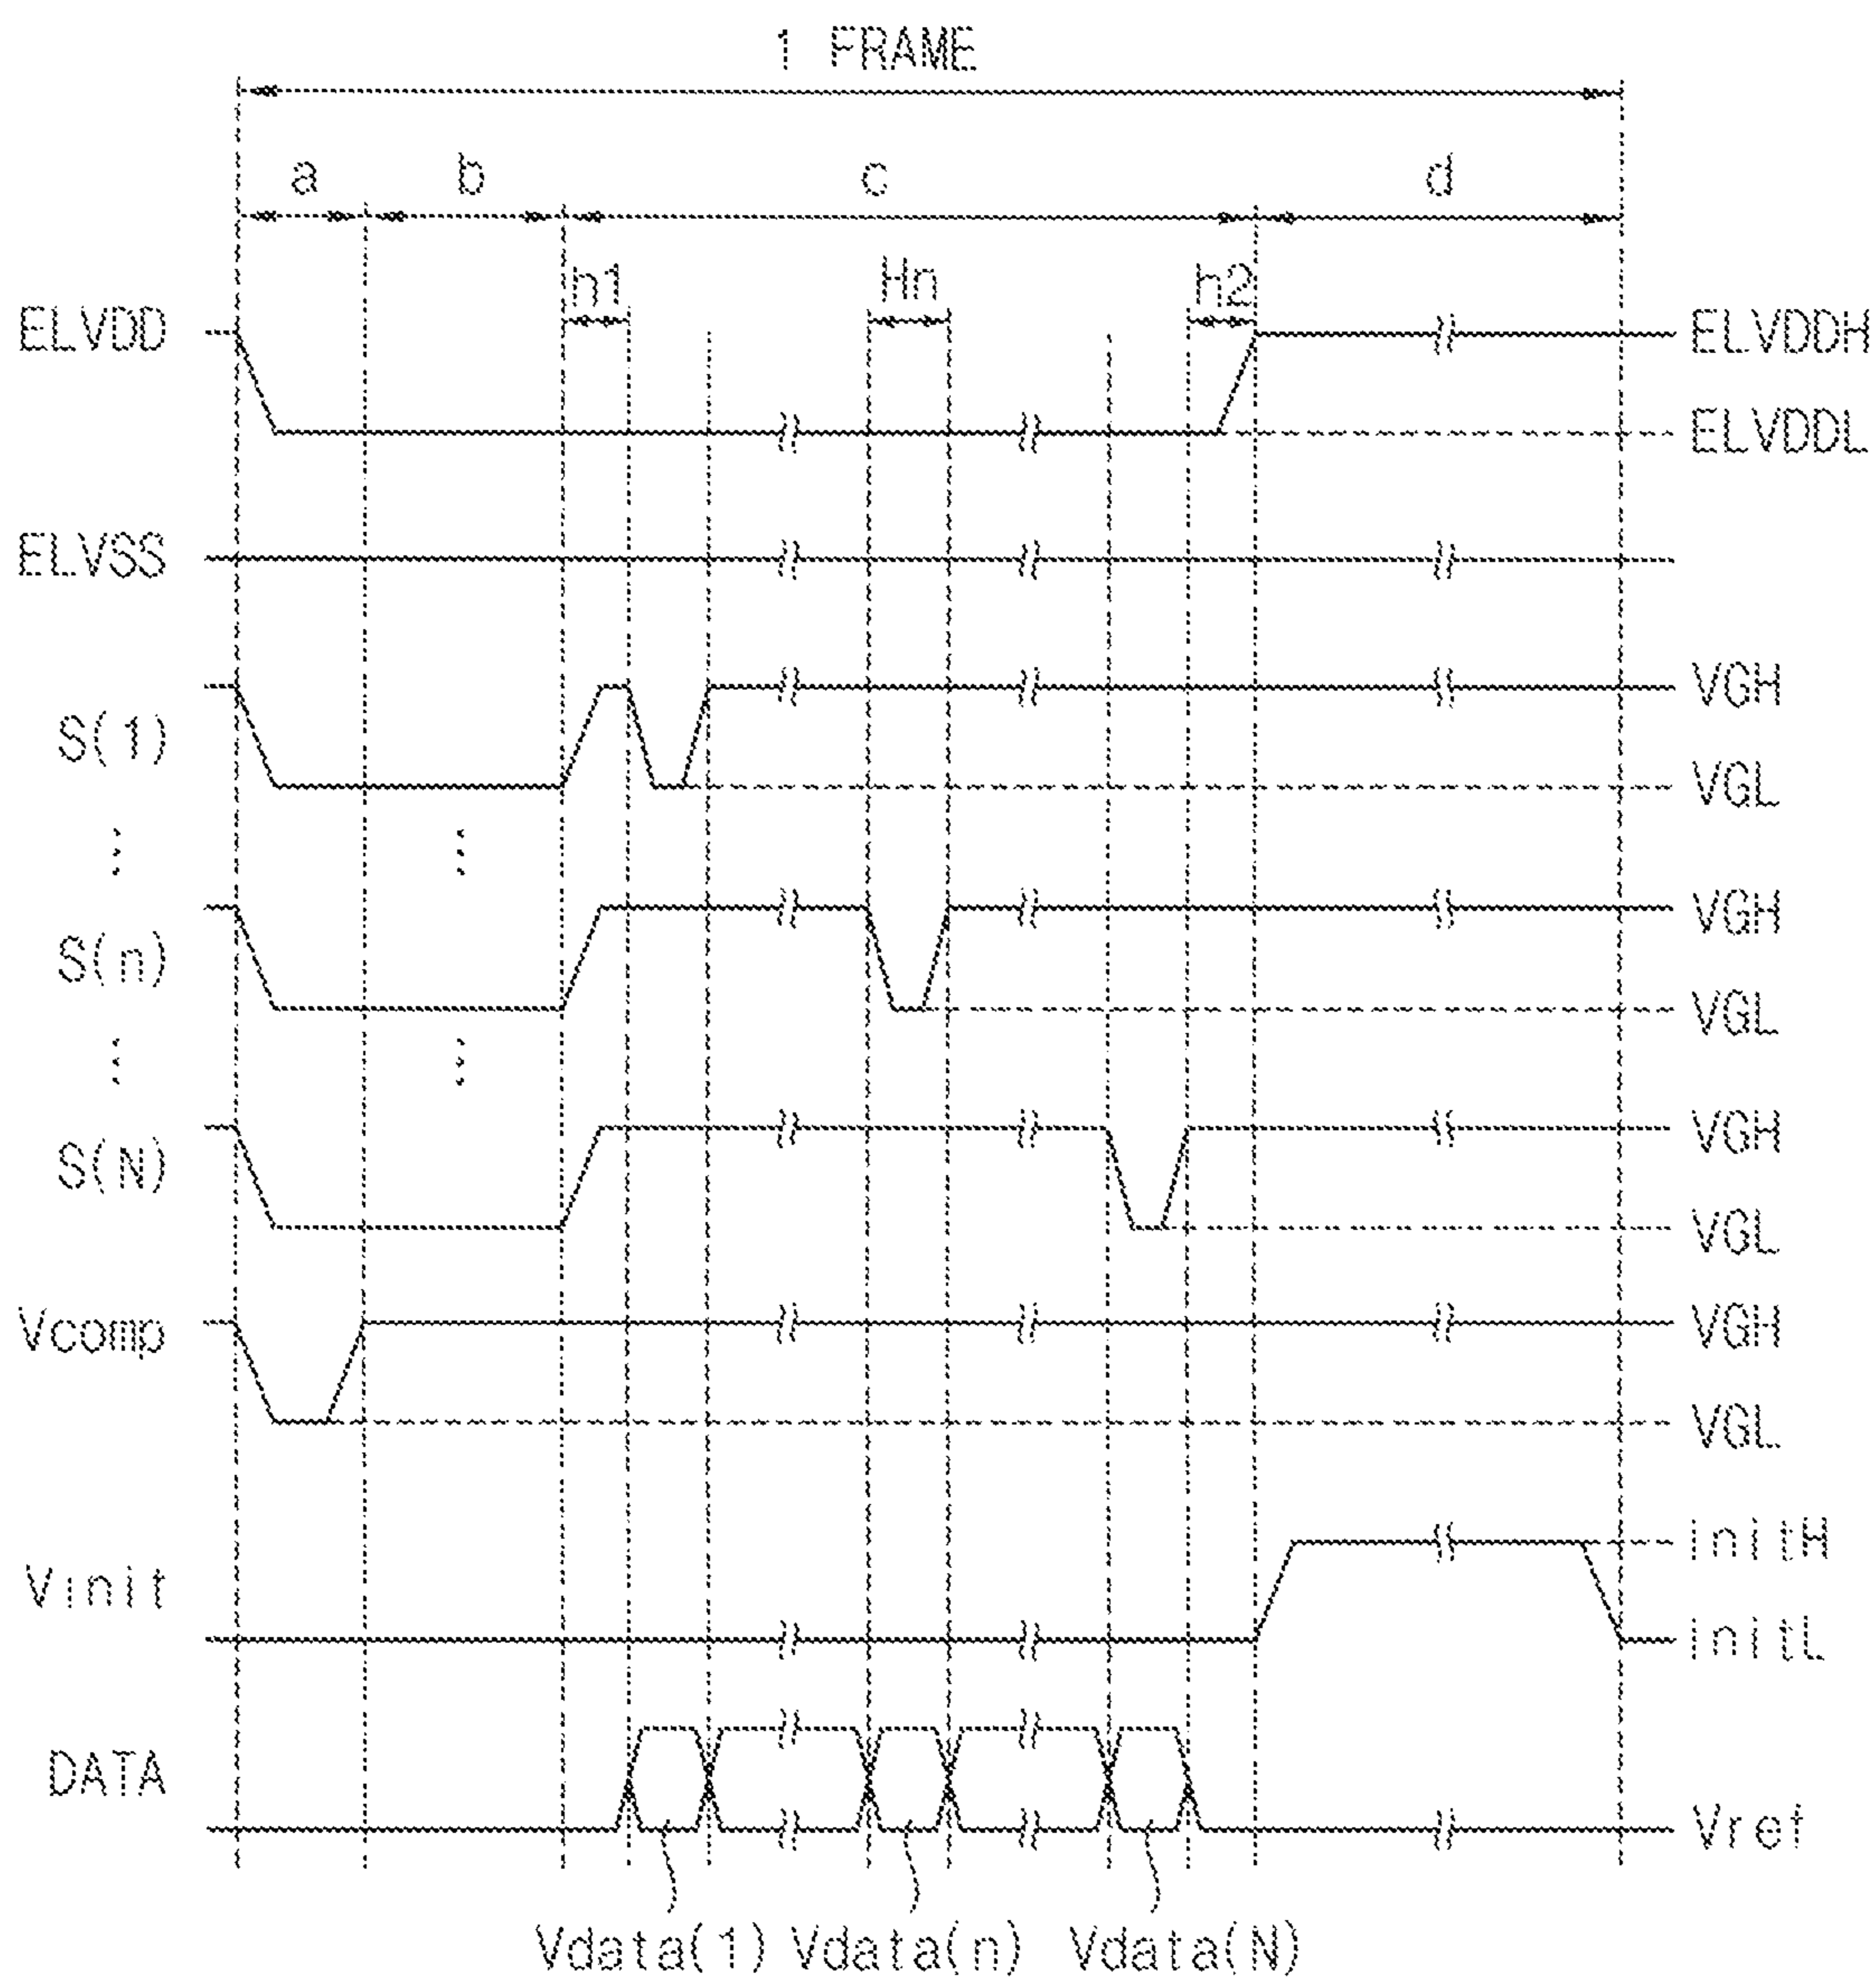 1 FRAME
a b c d
h1 Hn h2
ELVDD ELVDDH
ELVDDL
ELVSS
S(1) VGH
VGL
S(n) VGH
VGL
S(N) VGH
VGL
Vcomp VGH
VGL
Vinit initH
initL
DATA Vref
Vdata(1) Vdata(n) Vdata(N)